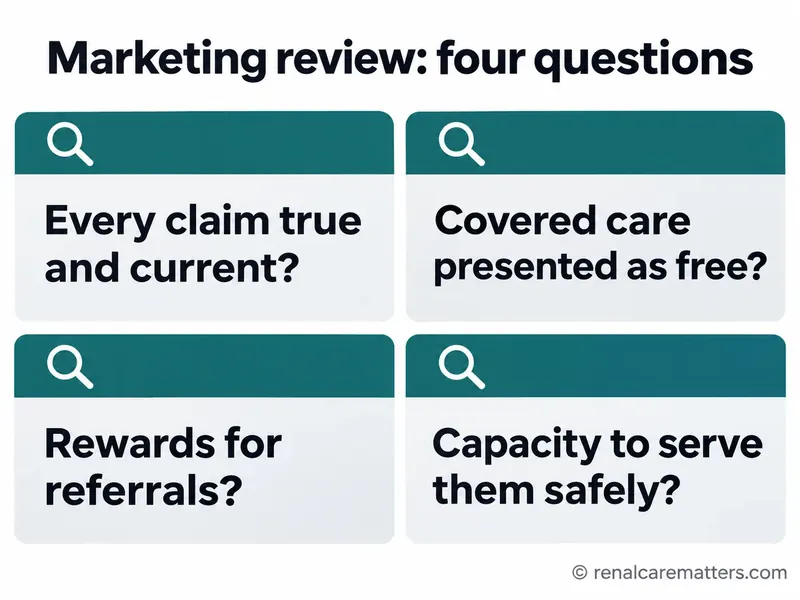 Marketing review: four questions
Every claim true
and current?
Covered care
presented as free?
Rewards for
referrals?
Capacity to serve
them safely?
© renalcarematters.com